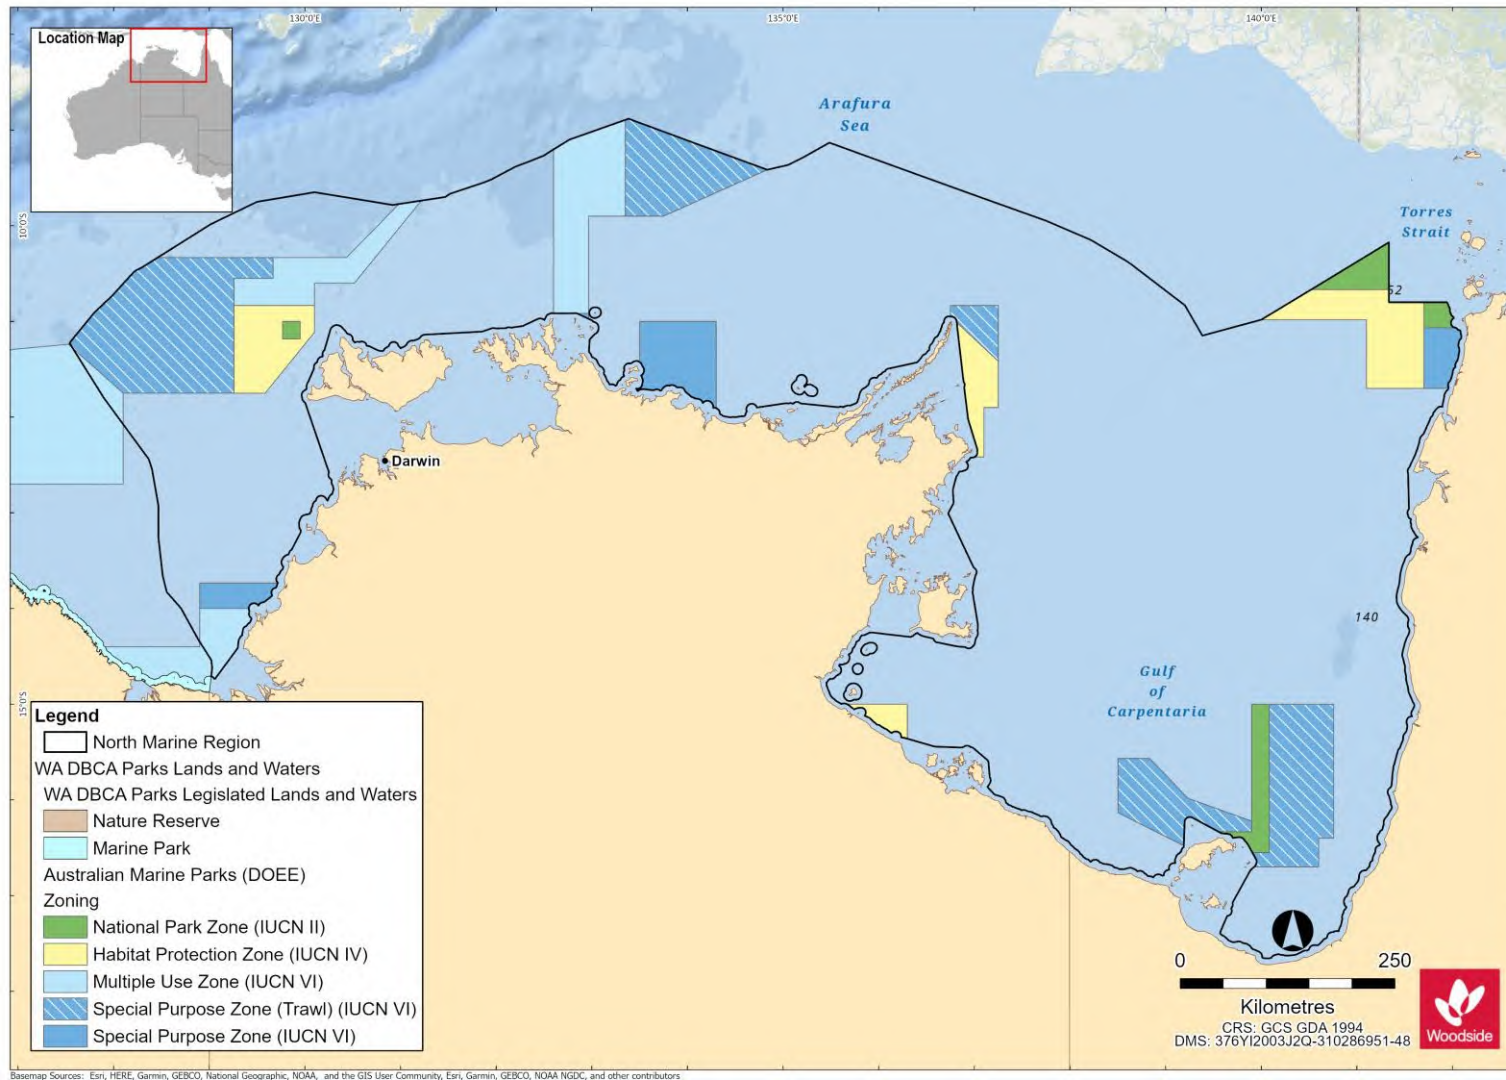 130°0'E
135°0'E
140°0'E
Location Map
Arafura
Sea
Torres
Strait
10°0'S
52
Darwin
140
Gulf
of
Carpentaria
15°0'S
Legend
North Marine Region
WA DBCA Parks Lands and Waters
WA DBCA Parks Legislated Lands and Waters
Nature Reserve
Marine Park
Australian Marine Parks (DOEE)
Zoning
National Park Zone (IUCN II)
Habitat Protection Zone (IUCN IV)
Multiple Use Zone (IUCN VI)
Special Purpose Zone (Trawl) (IUCN VI)
Special Purpose Zone (IUCN VI)
0 250
Kilometres
CRS: GCS GDA 1994
DMS: 376YI2003J2Q-310286951-48
Woodside
Basemap Sources: Esri, HERE, Garmin, GEBCO, National Geographic, NOAA, and the GIS User Community, Esri, Garmin, GEBCO, NOAA NGDC, and other contributors